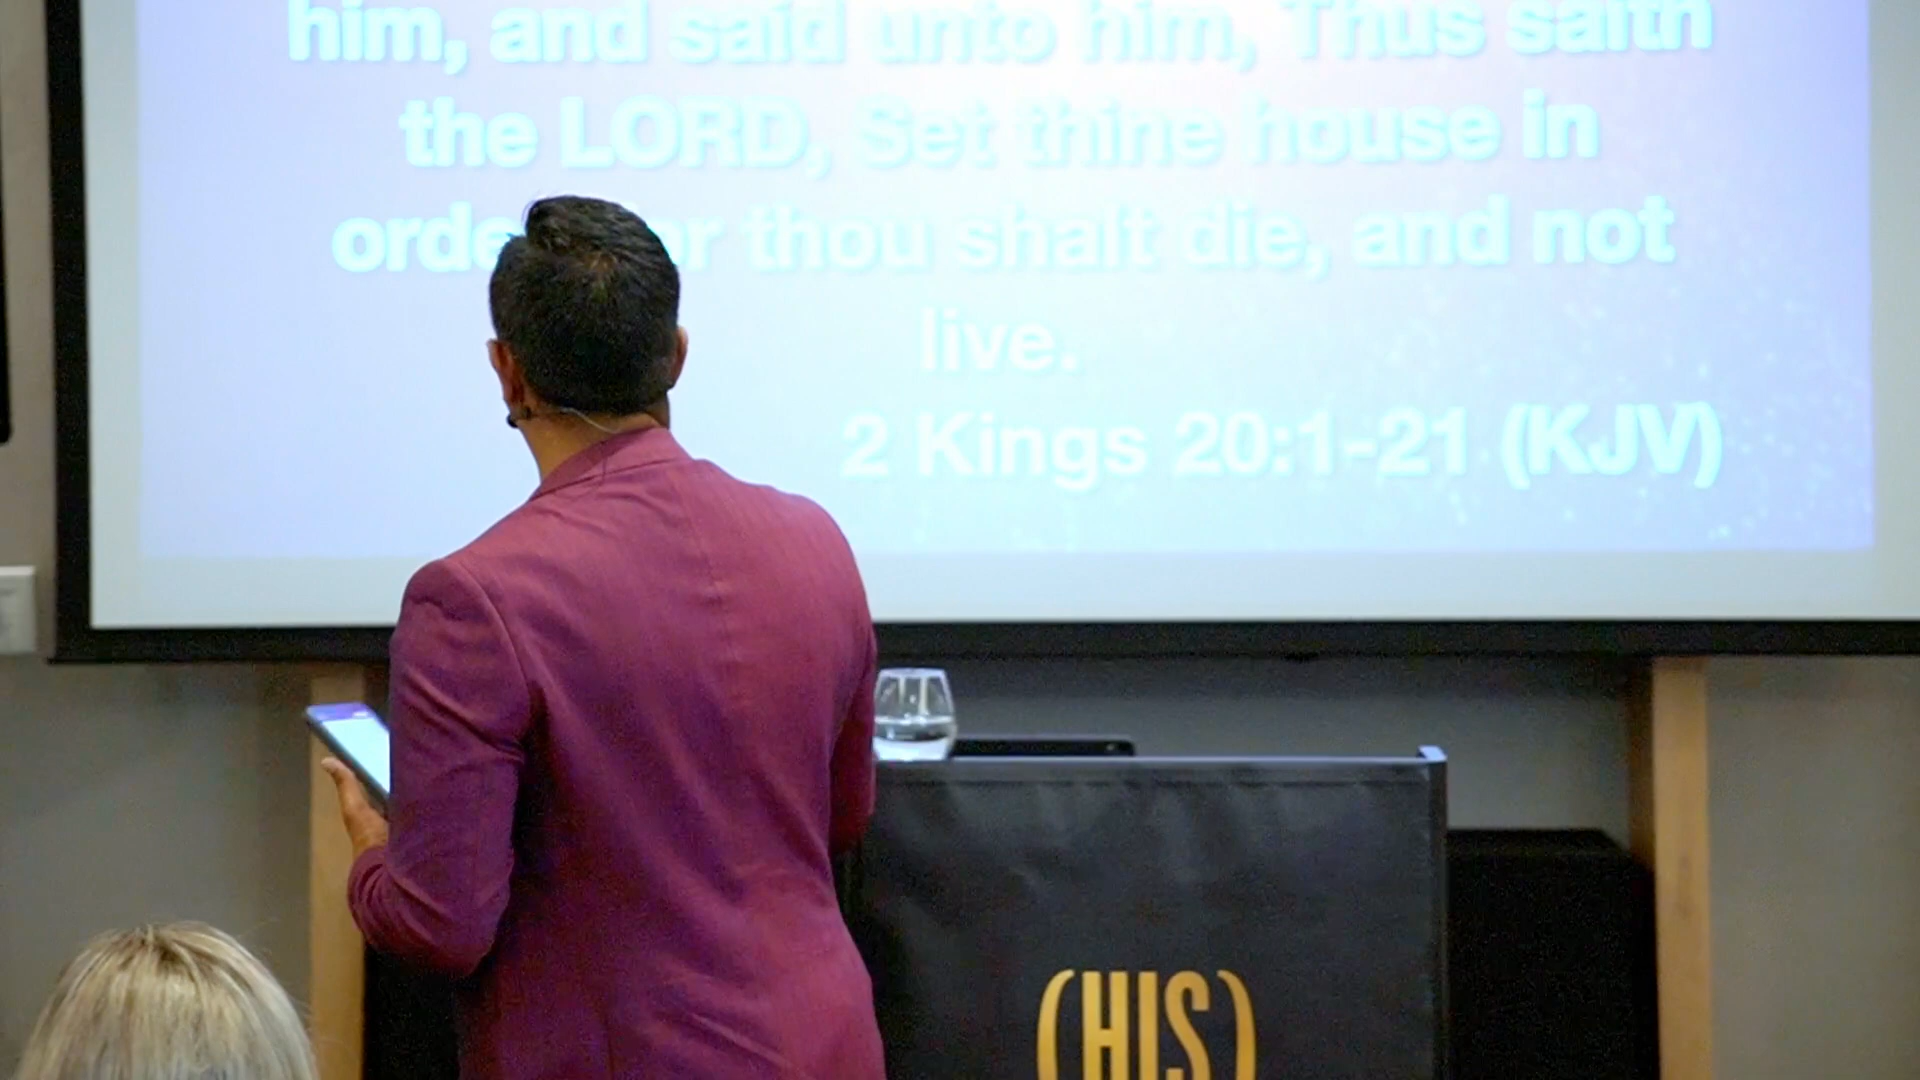 him, and said unto him, Thus saith
the LORD, Set thine house in
orde or thou shalt die, and not
live.
2 Kings 20:1-21 (KJV)
(HIS)